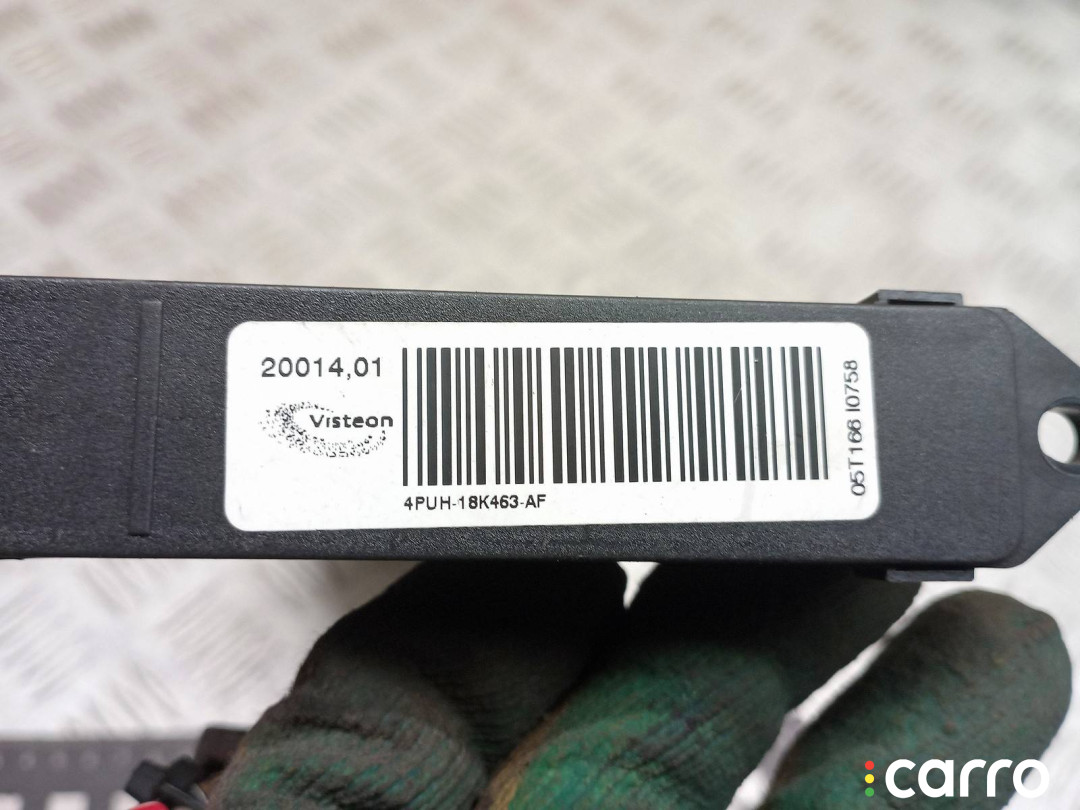 20014,01
Visteon
4PUH-18K463-AF
05T166 I0758
carro